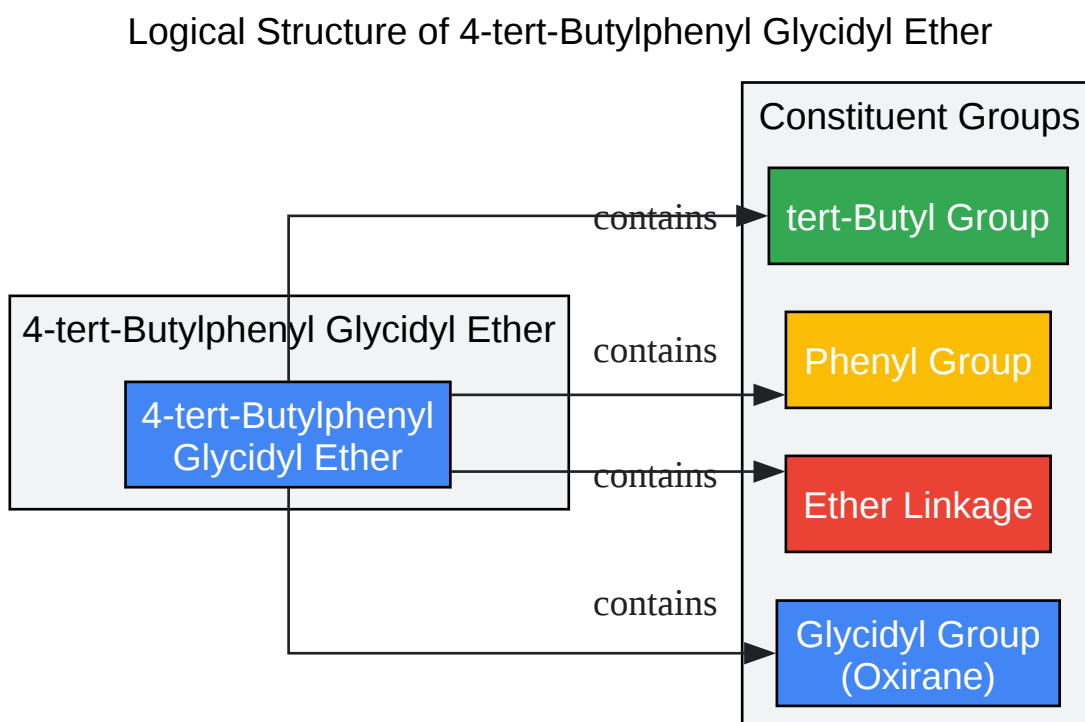 Logical Structure of 4-tert-Butylphenyl Glycidyl Ether
Constituent Groups
contains
tert-Butyl Group
4-tert-Butylphenyl Glycidyl Ether
contains
Phenyl Group
4-tert-Butylphenyl
Glycidyl Ether
contains
Ether Linkage
contains
Glycidyl Group
(Oxirane)